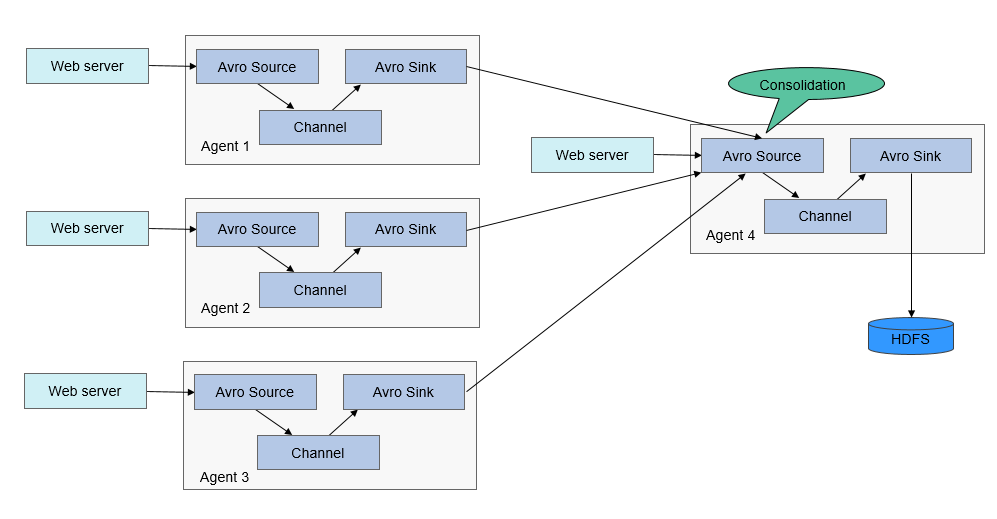 Web server
Avro Source
Avro Sink
Channel
Agent 1
Web server
Avro Source
Avro Sink
Channel
Agent 2
Web server
Avro Source
Avro Sink
Channel
Agent 3
Consolidation
Web server
Avro Source
Avro Sink
Channel
Agent 4
HDFS